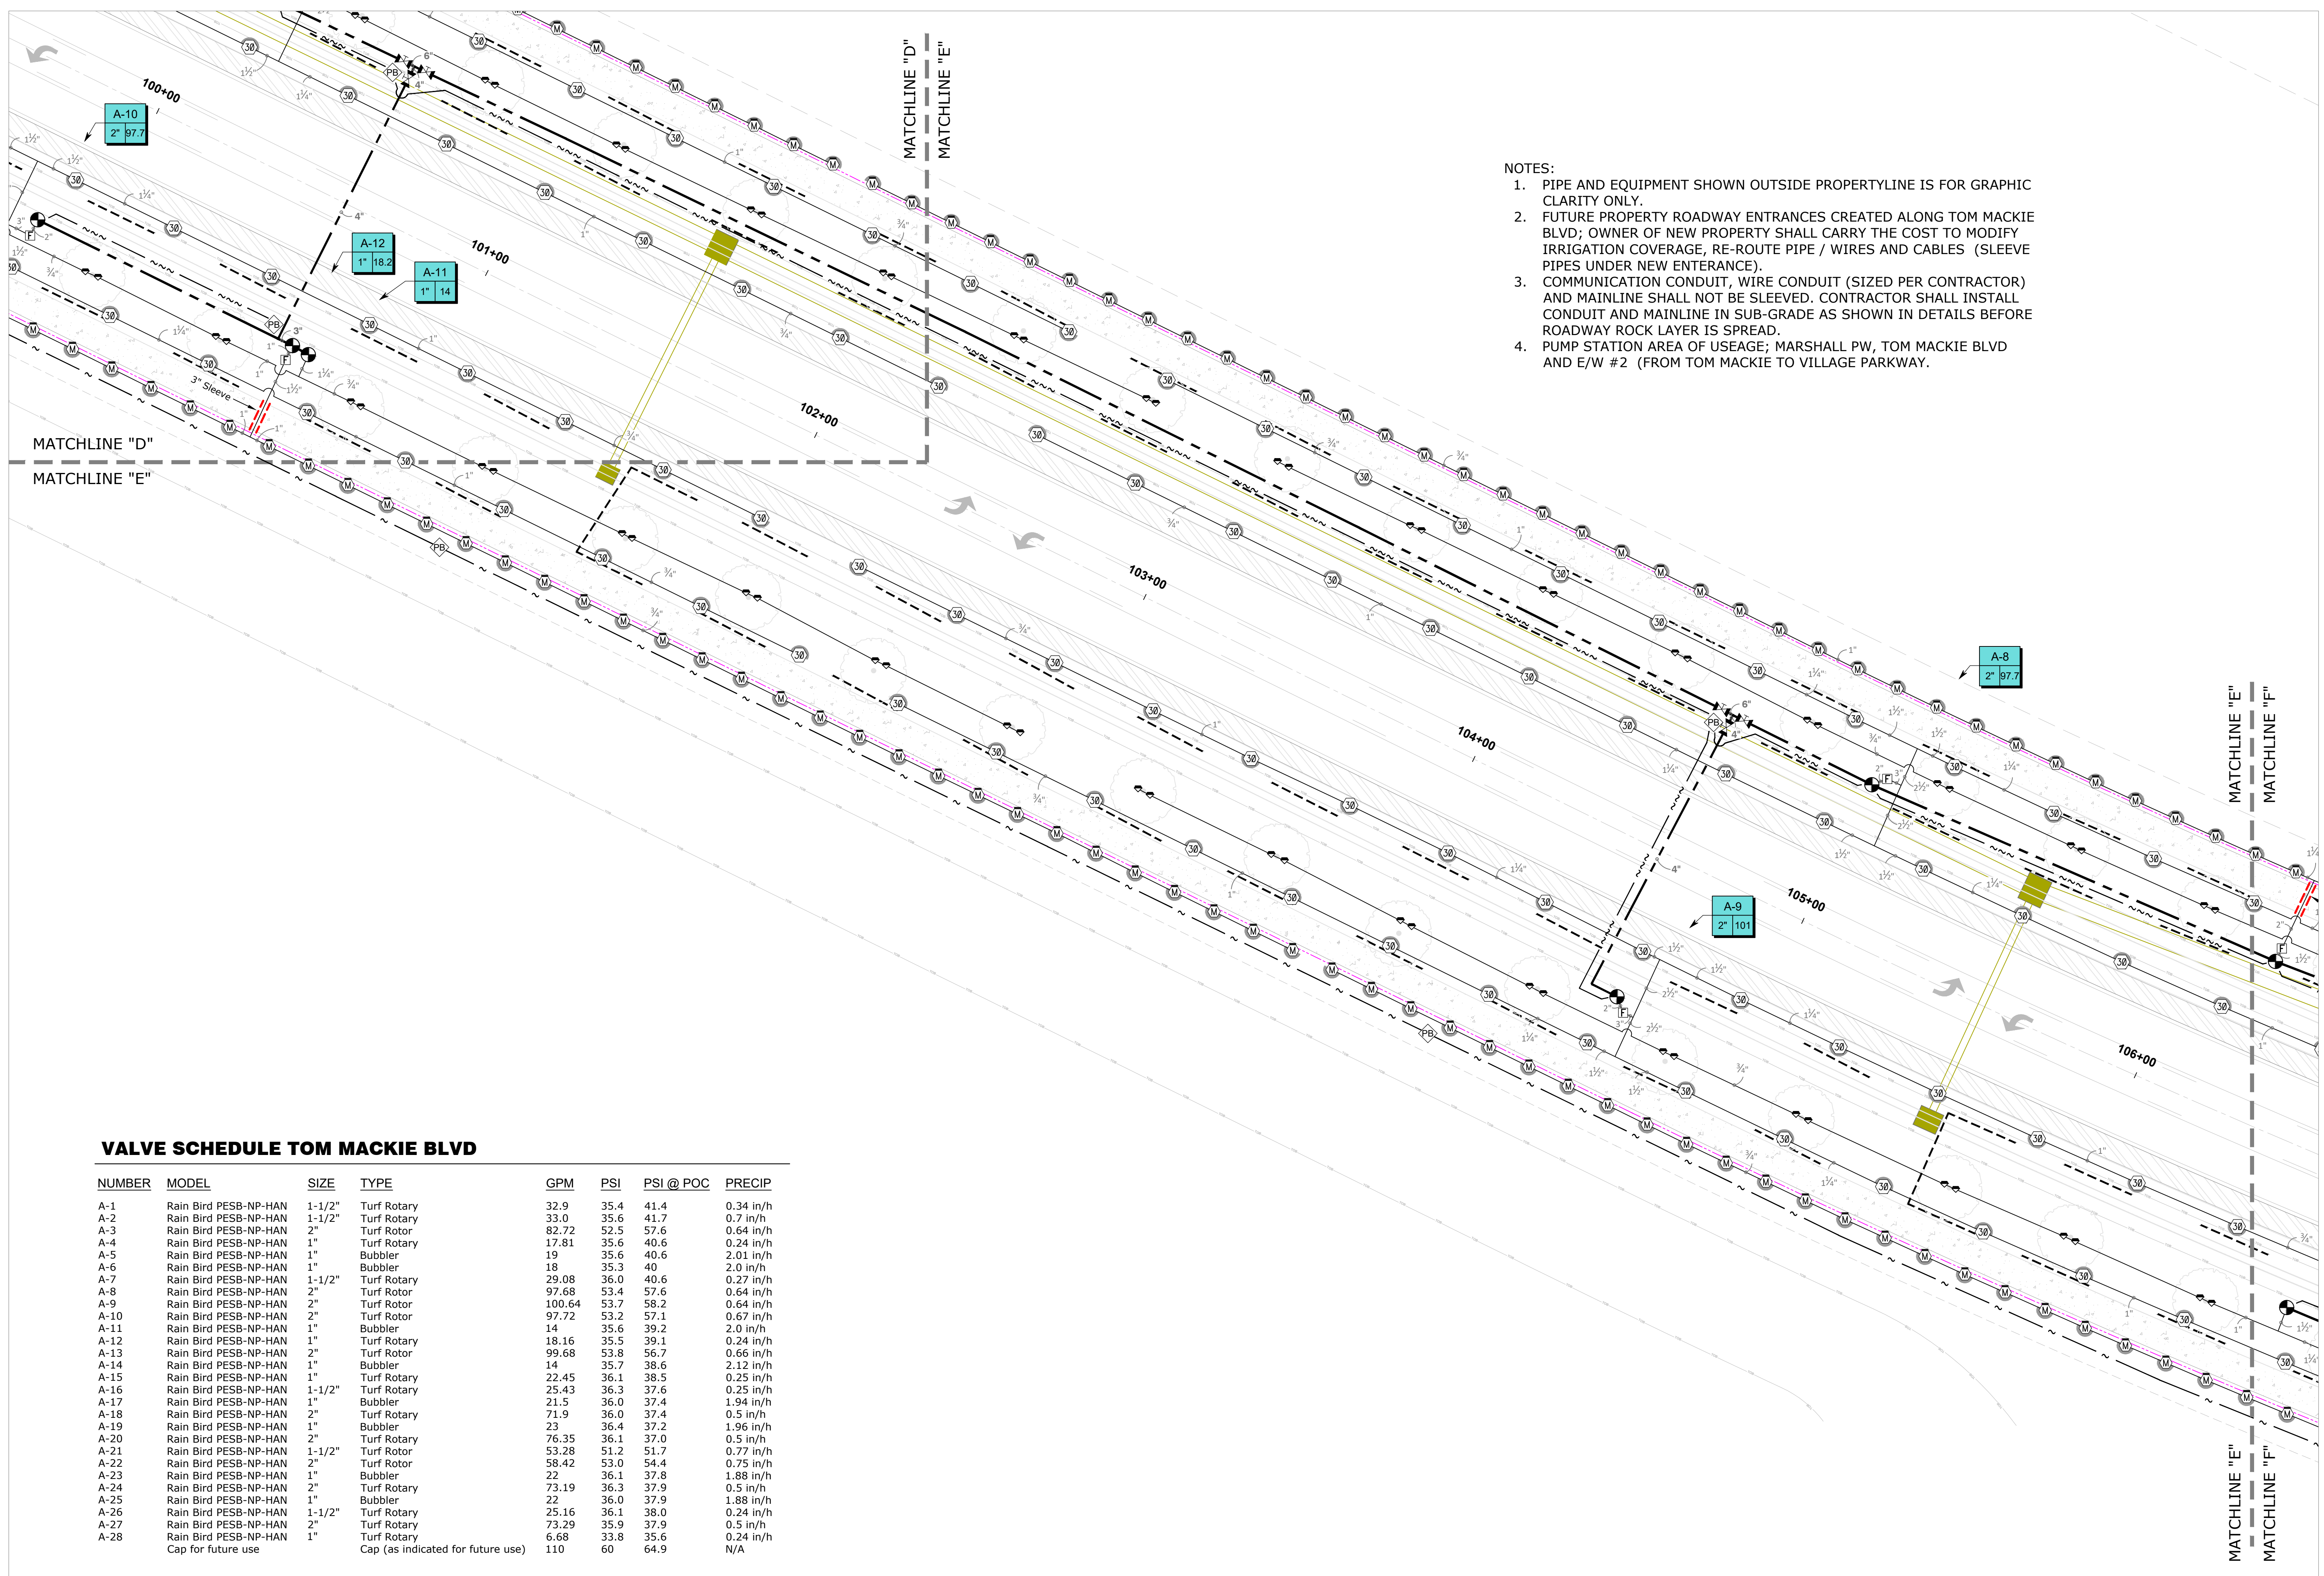 MATCHLINE "D"
MATCHLINE "E"
6"
4"
PB
1½"
1¼"
100+00
A-10
2" 97.7
A-12
1" 18.2
A-11
1" 14
101+00
4"
1"
¾"
3"
2"
F
PB
3"
F
3" Sleeve
102+00
MATCHLINE "D"
MATCHLINE "E"
PB
NOTES:
1. PIPE AND EQUIPMENT SHOWN OUTSIDE PROPERTYLINE IS FOR GRAPHIC
CLARITY ONLY.
2. FUTURE PROPERTY ROADWAY ENTRANCES CREATED ALONG TOM MACKIE
BLVD; OWNER OF NEW PROPERTY SHALL CARRY THE COST TO MODIFY
IRRIGATION COVERAGE, RE-ROUTE PIPE / WIRES AND CABLES (SLEEVE
PIPES UNDER NEW ENTERANCE).
3. COMMUNICATION CONDUIT, WIRE CONDUIT (SIZED PER CONTRACTOR)
AND MAINLINE SHALL NOT BE SLEEVED. CONTRACTOR SHALL INSTALL
CONDUIT AND MAINLINE IN SUB-GRADE AS SHOWN IN DETAILS BEFORE
ROADWAY ROCK LAYER IS SPREAD.
4. PUMP STATION AREA OF USEAGE; MARSHALL PW, TOM MACKIE BLVD
AND E/W #2 (FROM TOM MACKIE TO VILLAGE PARKWAY.
103+00
A-8
2" 97.7
104+00
PB
6"
4"
2"
F
3"
2½"
4"
A-9
2" 101
105+00
2"
F
3"
2½"
PB
106+00
MATCHLINE "E"
MATCHLINE "F"
F
2"
1½"
MATCHLINE "E"
MATCHLINE "F"
VALVE SCHEDULE TOM MACKIE BLVD
NUMBER MODEL SIZE TYPE GPM PSI PSI @ POC PRECIP
A-1 Rain Bird PESB-NP-HAN 1-1/2" Turf Rotary 32.9 35.4 41.4 0.34 in/h
A-2 Rain Bird PESB-NP-HAN 1-1/2" Turf Rotary 33.0 35.6 41.7 0.7 in/h
A-3 Rain Bird PESB-NP-HAN 2" Turf Rotor 82.72 52.5 57.6 0.64 in/h
A-4 Rain Bird PESB-NP-HAN 1" Turf Rotary 17.81 35.6 40.6 0.24 in/h
A-5 Rain Bird PESB-NP-HAN 1" Bubbler 19 35.6 40.6 2.01 in/h
A-6 Rain Bird PESB-NP-HAN 1" Bubbler 18 35.3 40 2.0 in/h
A-7 Rain Bird PESB-NP-HAN 1-1/2" Turf Rotary 29.08 36.0 40.6 0.27 in/h
A-8 Rain Bird PESB-NP-HAN 2" Turf Rotor 97.68 53.4 57.6 0.64 in/h
A-9 Rain Bird PESB-NP-HAN 2" Turf Rotor 100.64 53.7 58.2 0.64 in/h
A-10 Rain Bird PESB-NP-HAN 2" Turf Rotor 97.72 53.2 57.1 0.67 in/h
A-11 Rain Bird PESB-NP-HAN 1" Bubbler 14 35.6 39.2 2.0 in/h
A-12 Rain Bird PESB-NP-HAN 1" Turf Rotary 18.16 35.5 39.1 0.24 in/h
A-13 Rain Bird PESB-NP-HAN 2" Turf Rotor 99.68 53.8 56.7 0.66 in/h
A-14 Rain Bird PESB-NP-HAN 1" Bubbler 14 35.7 38.6 2.12 in/h
A-15 Rain Bird PESB-NP-HAN 1" Turf Rotary 22.45 36.1 38.5 0.25 in/h
A-16 Rain Bird PESB-NP-HAN 1-1/2" Turf Rotary 25.43 36.3 37.6 0.25 in/h
A-17 Rain Bird PESB-NP-HAN 1" Bubbler 21.5 36.0 37.4 1.94 in/h
A-18 Rain Bird PESB-NP-HAN 2" Turf Rotary 71.9 36.0 37.4 0.5 in/h
A-19 Rain Bird PESB-NP-HAN 1" Bubbler 23 36.4 37.2 1.96 in/h
A-20 Rain Bird PESB-NP-HAN 2" Turf Rotary 76.35 36.1 37.0 0.5 in/h
A-21 Rain Bird PESB-NP-HAN 1-1/2" Turf Rotor 53.28 51.2 51.7 0.77 in/h
A-22 Rain Bird PESB-NP-HAN 2" Turf Rotor 58.42 53.0 54.4 0.75 in/h
A-23 Rain Bird PESB-NP-HAN 1" Bubbler 22 36.1 37.8 1.88 in/h
A-24 Rain Bird PESB-NP-HAN 2" Turf Rotary 73.19 36.3 37.9 0.5 in/h
A-25 Rain Bird PESB-NP-HAN 1" Bubbler 22 36.0 37.9 1.88 in/h
A-26 Rain Bird PESB-NP-HAN 1-1/2" Turf Rotary 25.16 36.1 38.0 0.24 in/h
A-27 Rain Bird PESB-NP-HAN 2" Turf Rotary 73.29 35.9 37.9 0.5 in/h
A-28 Rain Bird PESB-NP-HAN 1" Turf Rotary 6.68 33.8 35.6 0.24 in/h
Cap for future use Cap (as indicated for future use) 110 60 64.9 N/A